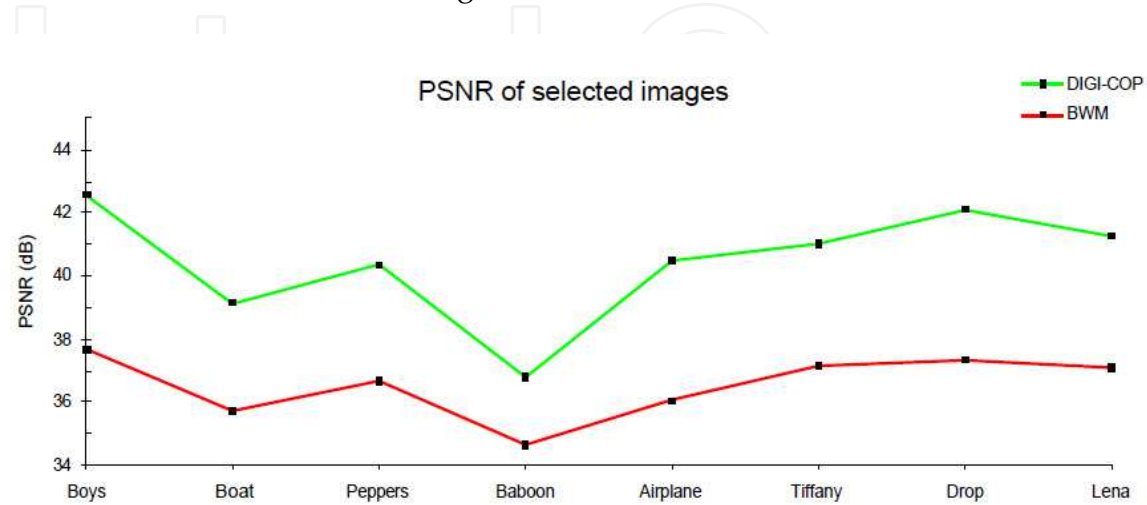 g
PSNR of selected images
DIGI-COP
BWM
PSNR (dB)
44
42
40
38
36
34
Boys Boat Peppers Baboon Airplane Tiffany Drop Lena